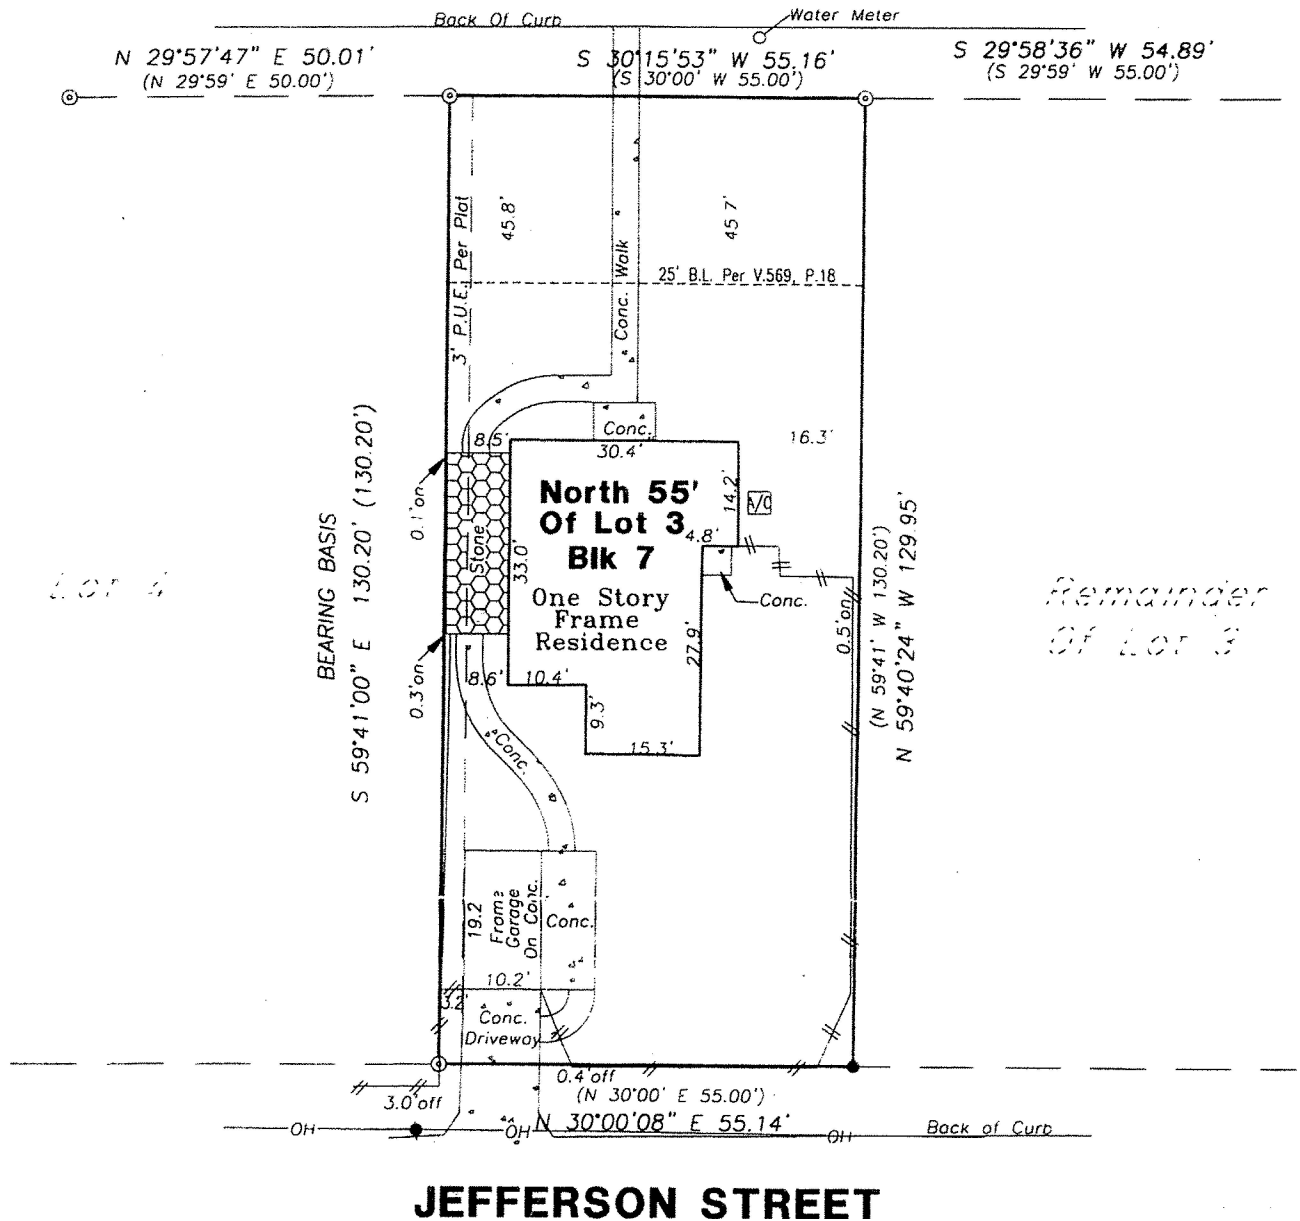 Back Of Curb
Water Meter
N 29°57'47" E 50.01'
(N 29°59' E 50.00')
S 30°15'53" W 55.16'
(S 30°00' W 55.00')
S 29°58'36" W 54.89'
(S 29°59' W 55.00')
3' P.U.E. Per Plat
45.8'
Conc. Walk
45.7'
25' B.L. Per V.569, P.18
8.5'
Conc.
30.4'
16.3'
0.1' on
BEARING BASIS
S 59°41'00" E 130.20' (130.20')
Stone
33.0'
North 55'
Of Lot 3
Blk 7
One Story
Frame
Residence
14.2'
A/C
4.8'
Conc.
27.9'
0.5' on
(N 59°41' W 130.20')
N 59°40'24" W 129.95'
Lot 4
Remainder
Of Lot 3
0.3' on
8.6'
10.4'
9.3'
15.3'
Conc.
19.2
Frame
Garage
On Conc.
Conc.
10.2'
3.2'
Conc.
Driveway
0.4' off
(N 30°00' E 55.00')
3.0' off
N 30°00'08" E 55.14'
OH
OH
OH
Back of Curb
JEFFERSON STREET